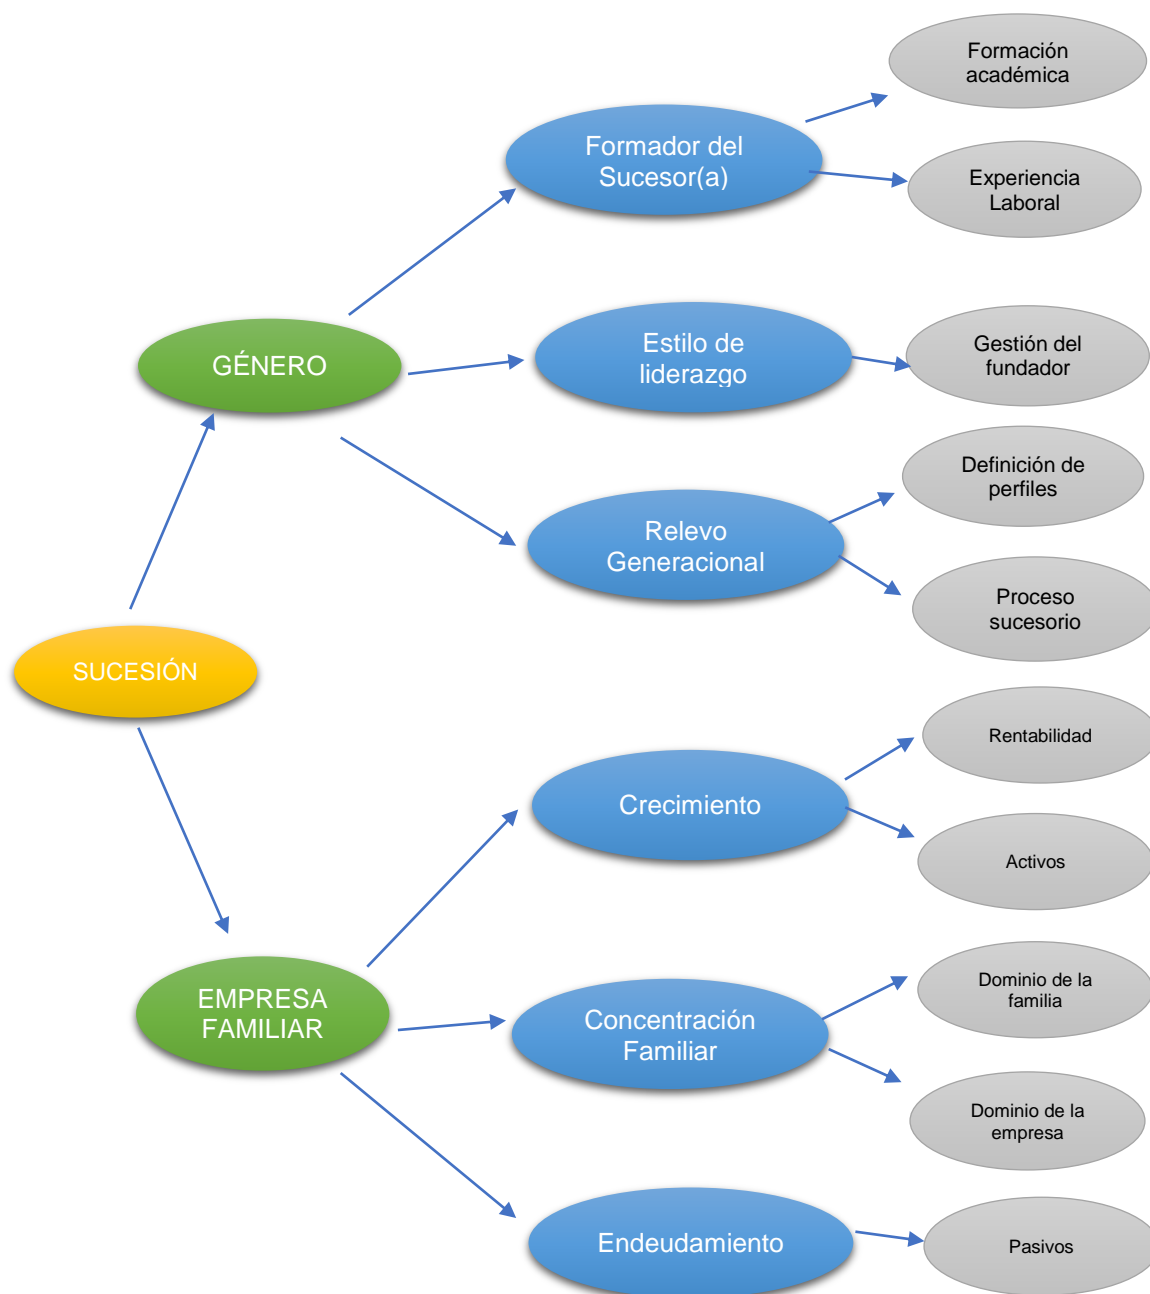 Formación
académica
Formador del
Sucesor(a)
Experiencia
Laboral
GÉNERO
Estilo de
liderazgo
Gestión del
fundador
Definición de
perfiles
Relevo
Generacional
Proceso
sucesorio
SUCESIÓN
Rentabilidad
Crecimiento
Activos
EMPRESA
FAMILIAR
Concentración
Familiar
Dominio de la
familia
Dominio de la
empresa
Endeudamiento
Pasivos